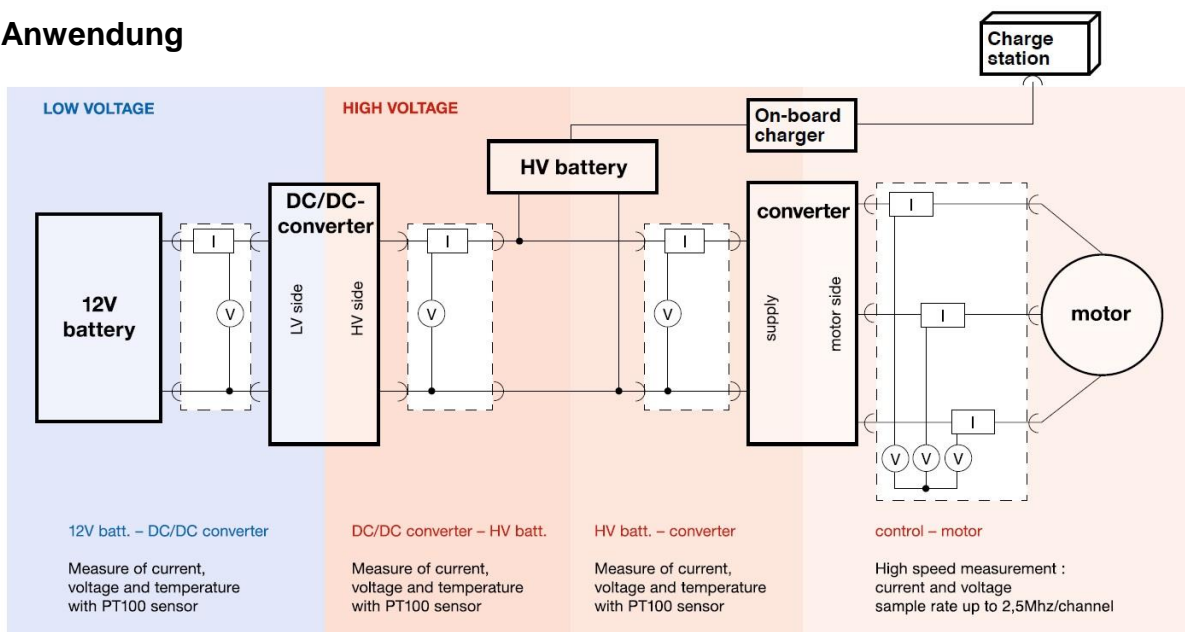 Anwendung
Charge
station
LOW VOLTAGE
HIGH VOLTAGE
On-board
charger
HV battery
DC/DC-
converter
converter
12V
battery
I
I
I
I
I
I
V
V
V
V
V
V
LV side
HV side
supply
motor side
motor
12V batt. – DC/DC converter
Measure of current,
voltage and temperature
with PT100 sensor
DC/DC converter – HV batt.
Measure of current,
voltage and temperature
with PT100 sensor
HV batt. – converter
Measure of current,
voltage and temperature
with PT100 sensor
control – motor
High speed measurement :
current and voltage
sample rate up to 2,5Mhz/channel